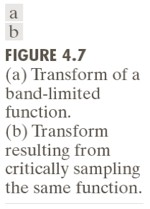 a
b
FIGURE 4.7
(a) Transform of a
band-limited
function.
(b) Transform
resulting from
critically sampling
the same function.